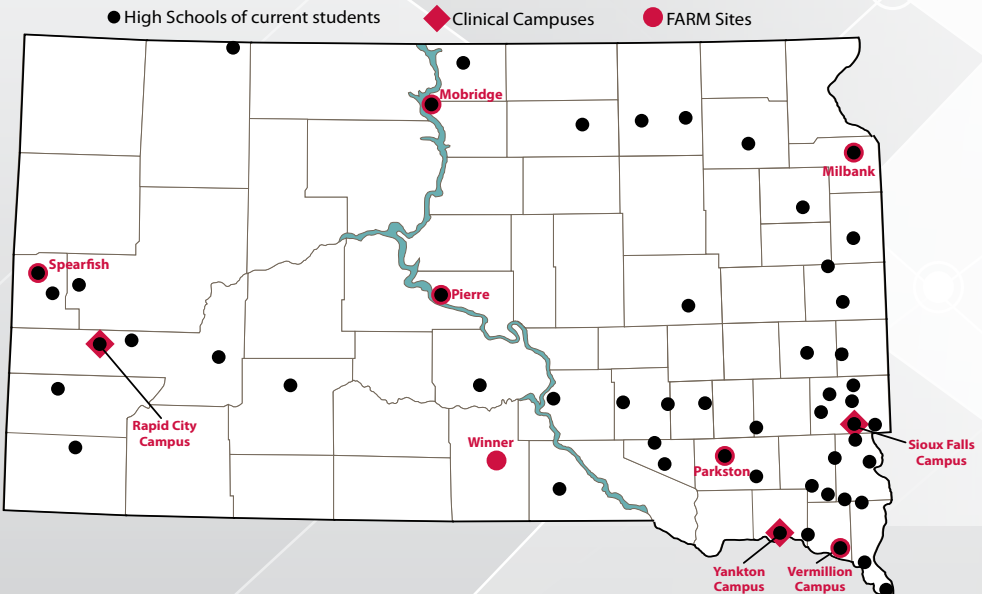 High Schools of current students
Clinical Campuses
FARM Sites
Mobridge
Milbank
Spearfish
Pierre
Rapid City
Campus
Winner
Parkston
Sioux Falls
Campus
Yankton
Campus
Vermillion
Campus